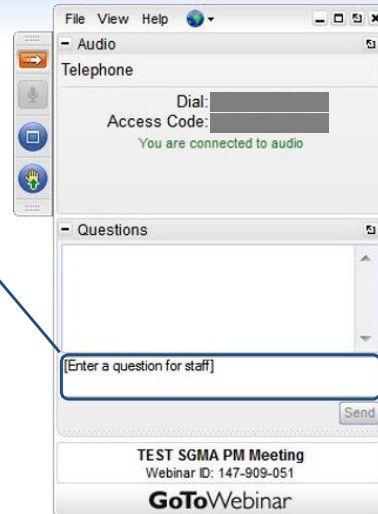 File View Help
Audio
Telephone
Dial:
Access Code:
You are connected to audio
Questions
[Enter a question for staff]
Send
TEST SGMA PM Meeting
Webinar ID: 147-909-051
GoToWebinar